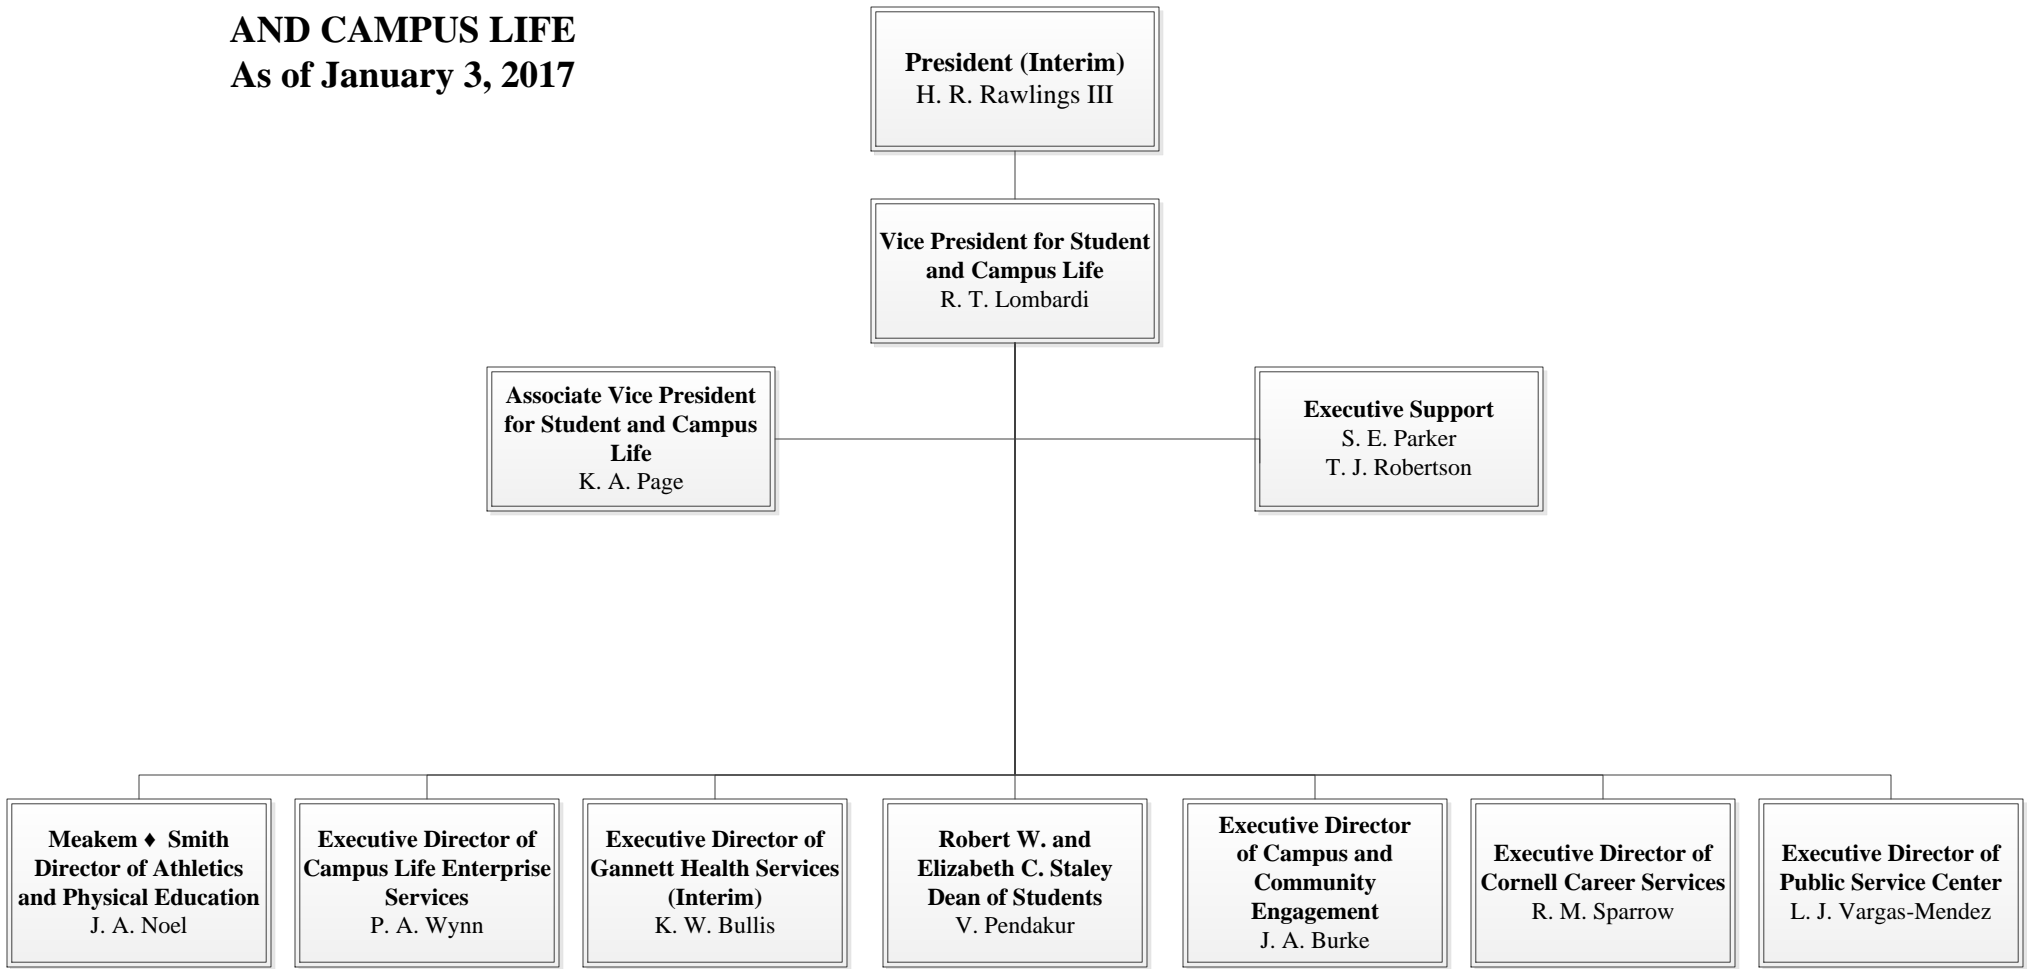 AND CAMPUS LIFE
As of January 3, 2017
President (Interim)
H. R. Rawlings III
Vice President for Student
and Campus Life
R. T. Lombardi
Associate Vice President
for Student and Campus
Life
K. A. Page
Executive Support
S. E. Parker
T. J. Robertson
Meakem ♦ Smith
Director of Athletics
and Physical Education
J. A. Noel
Executive Director of
Campus Life Enterprise
Services
P. A. Wynn
Executive Director of
Gannett Health Services
(Interim)
K. W. Bullis
Robert W. and
Elizabeth C. Staley
Dean of Students
V. Pendakur
Executive Director
of Campus and
Community
Engagement
J. A. Burke
Executive Director of
Cornell Career Services
R. M. Sparrow
Executive Director of
Public Service Center
L. J. Vargas-Mendez